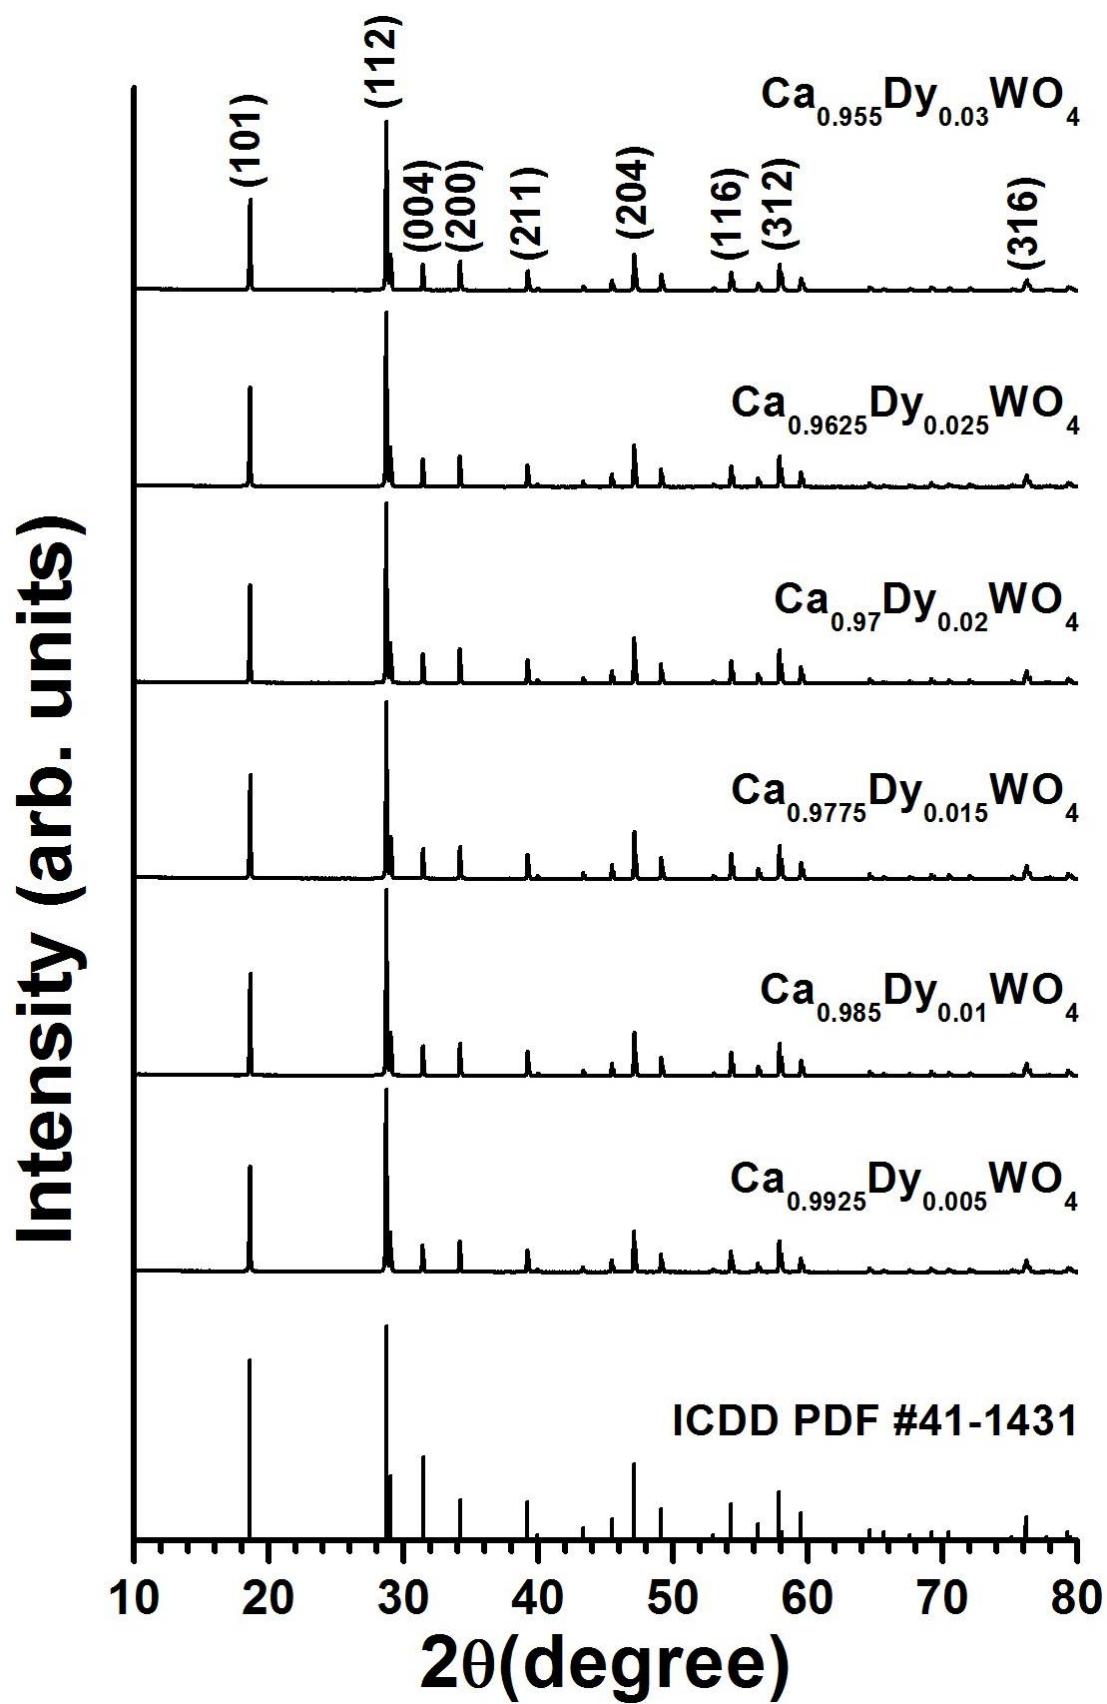 Ca0.955Dy0.03WO4
(101)
(112)
(004)
(200)
(211)
(204)
(116)
(312)
(316)
Ca0.9625Dy0.025WO4
Ca0.97Dy0.02WO4
Ca0.9775Dy0.015WO4
Ca0.985Dy0.01WO4
Ca0.9925Dy0.005WO4
ICDD PDF #41-1431
Intensity (arb. units)
10 20 30 40 50 60 70 80
2θ(degree)